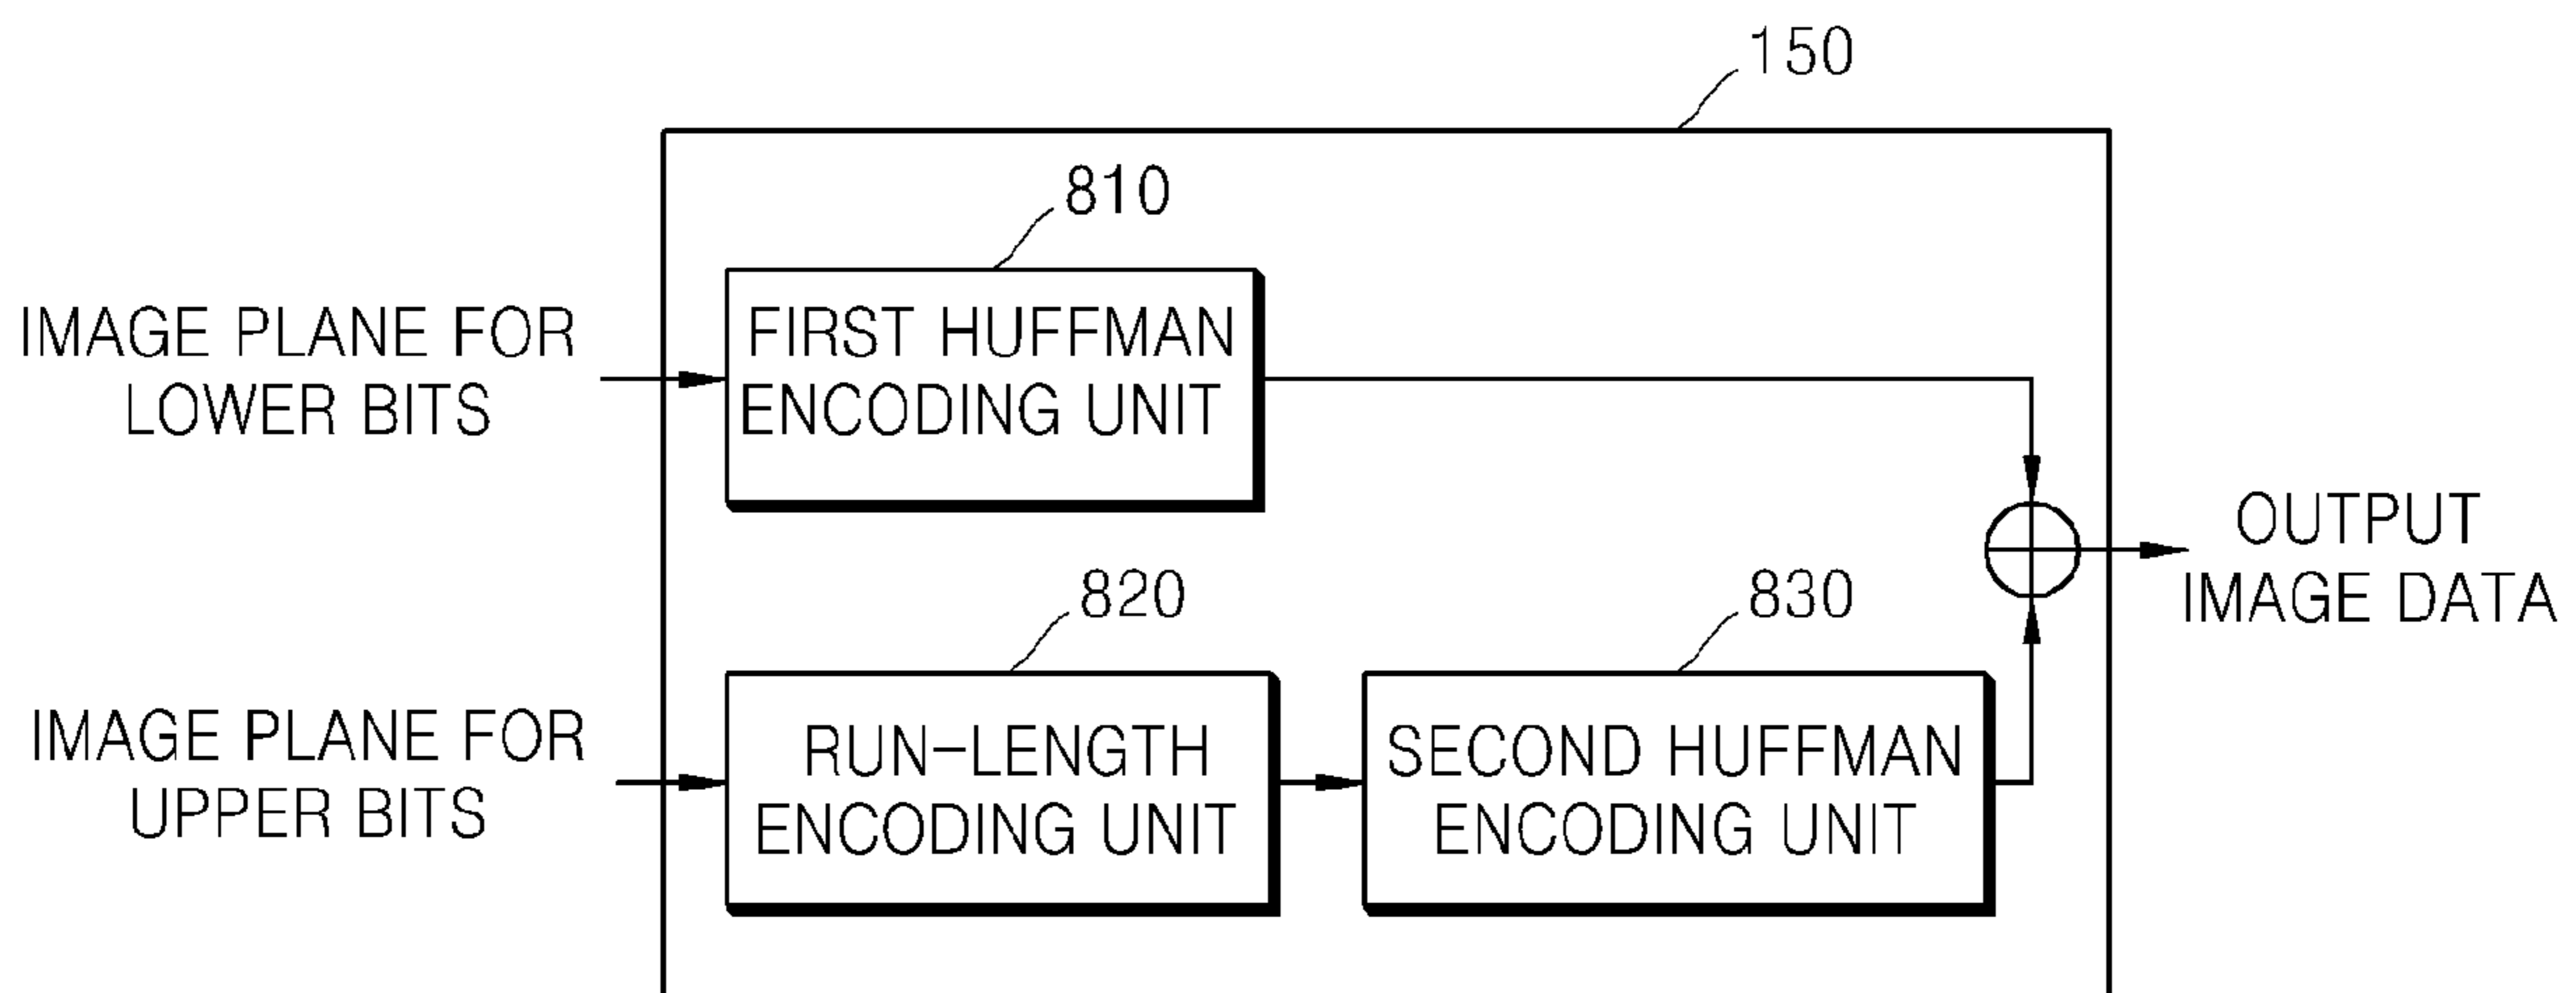 150
810
IMAGE PLANE FOR
LOWER BITS
FIRST HUFFMAN
ENCODING UNIT
OUTPUT
IMAGE DATA
820
830
IMAGE PLANE FOR
UPPER BITS
RUN-LENGTH
ENCODING UNIT
SECOND HUFFMAN
ENCODING UNIT